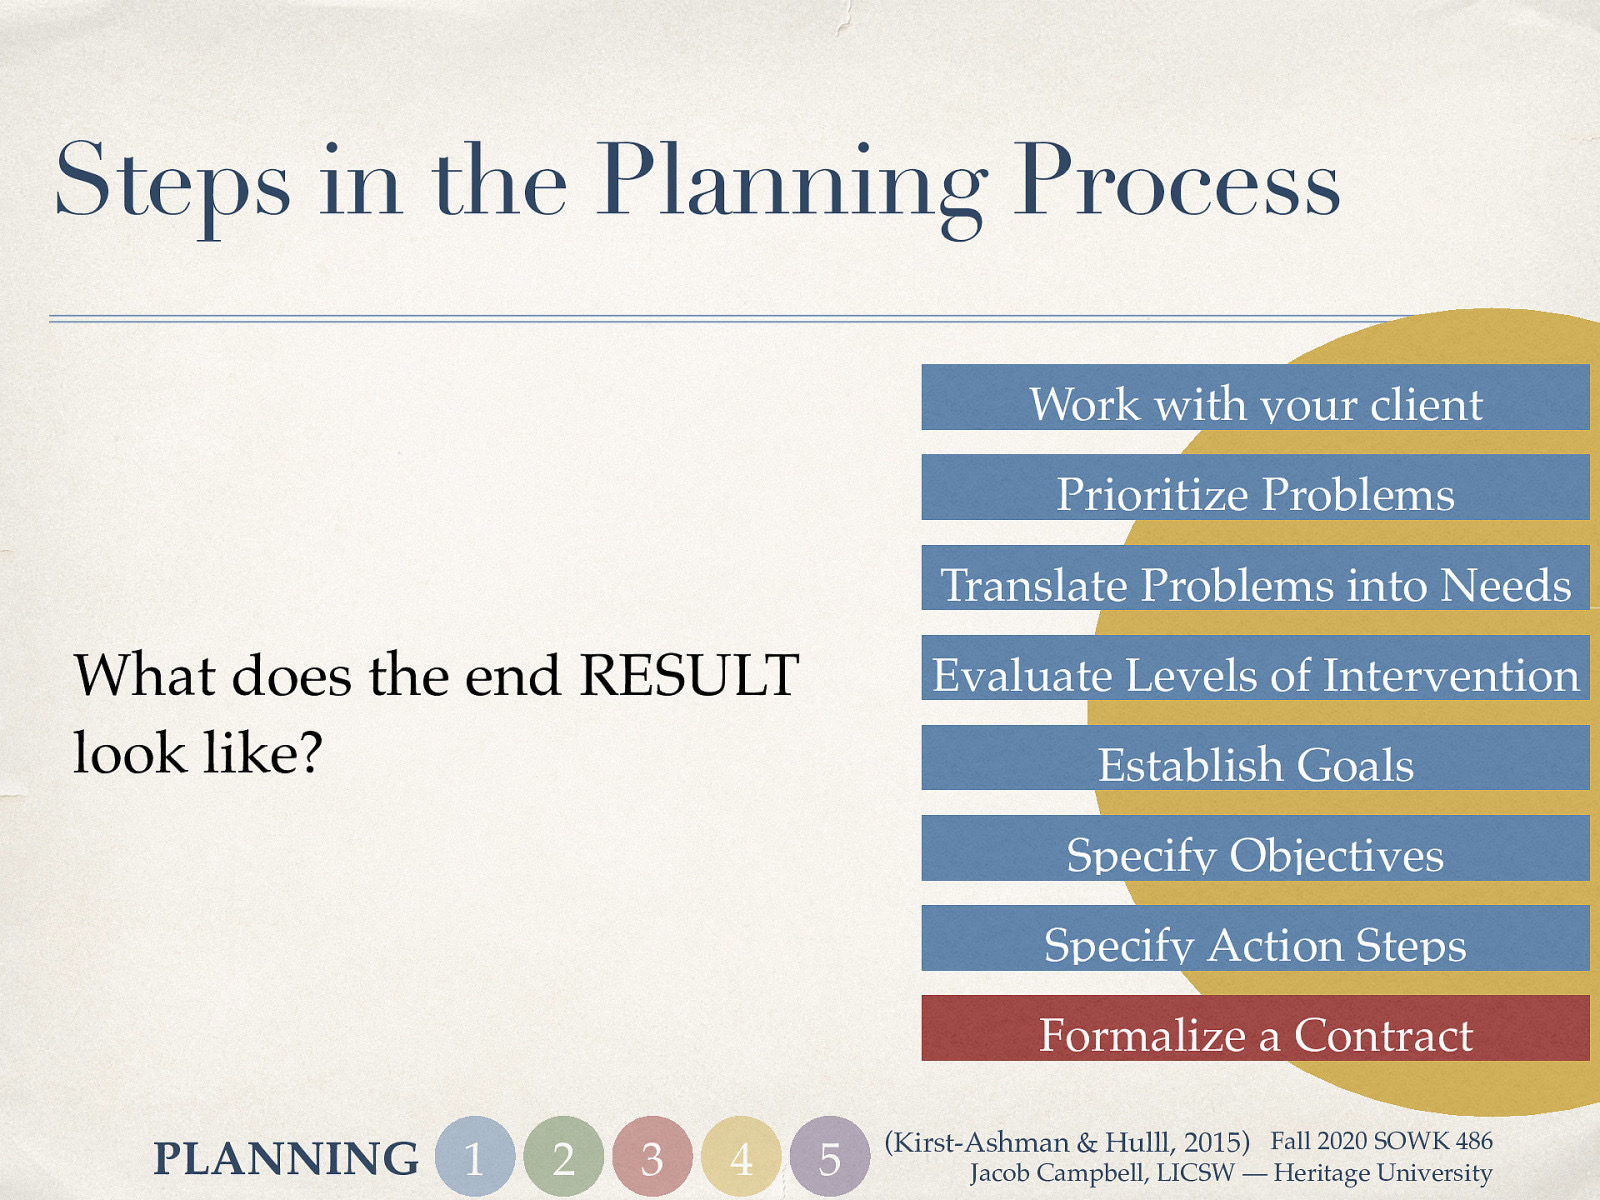 Steps in the Planning Process
What does the end RESULT
look like?
Work with your client
Prioritize Problems
Translate Problems into Needs
Evaluate Levels of Intervention
Establish Goals
Specify Objectives
Specify Action Steps
Formalize a Contract
PLANNING 1 2 3 4 5
(Kirst-Ashman & Hulll, 2015) Fall 2020 SOWK 486
Jacob Campbell, LICSW — Heritage University